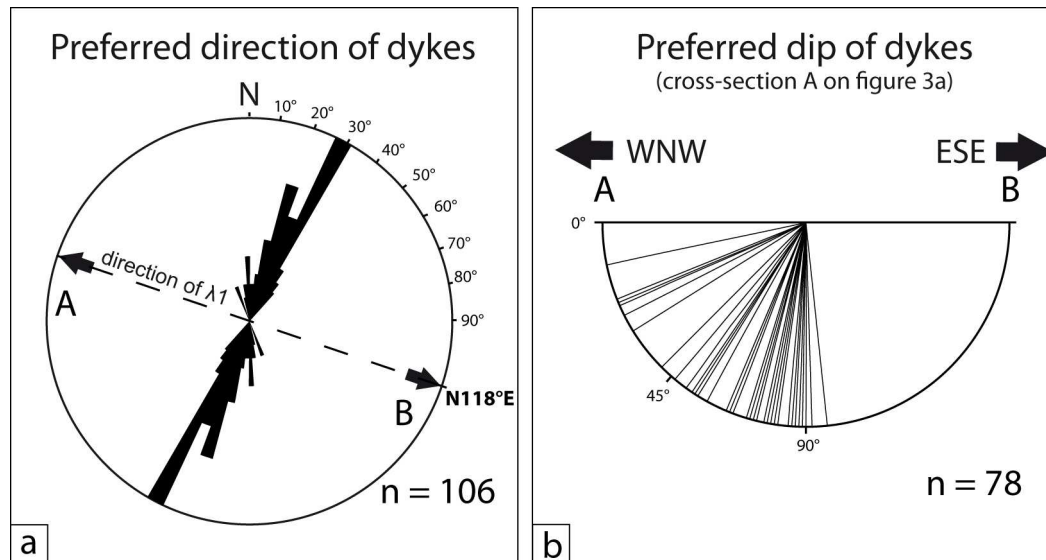 Preferred direction of dykes
N
10°
20°
30°
40°
50°
60°
70°
80°
90°
direction of λ1
A
B
N118°E
n = 106
a
Preferred dip of dykes
(cross-section A on figure 3a)
WNW
ESE
A
B
0°
45°
90°
n = 78
b